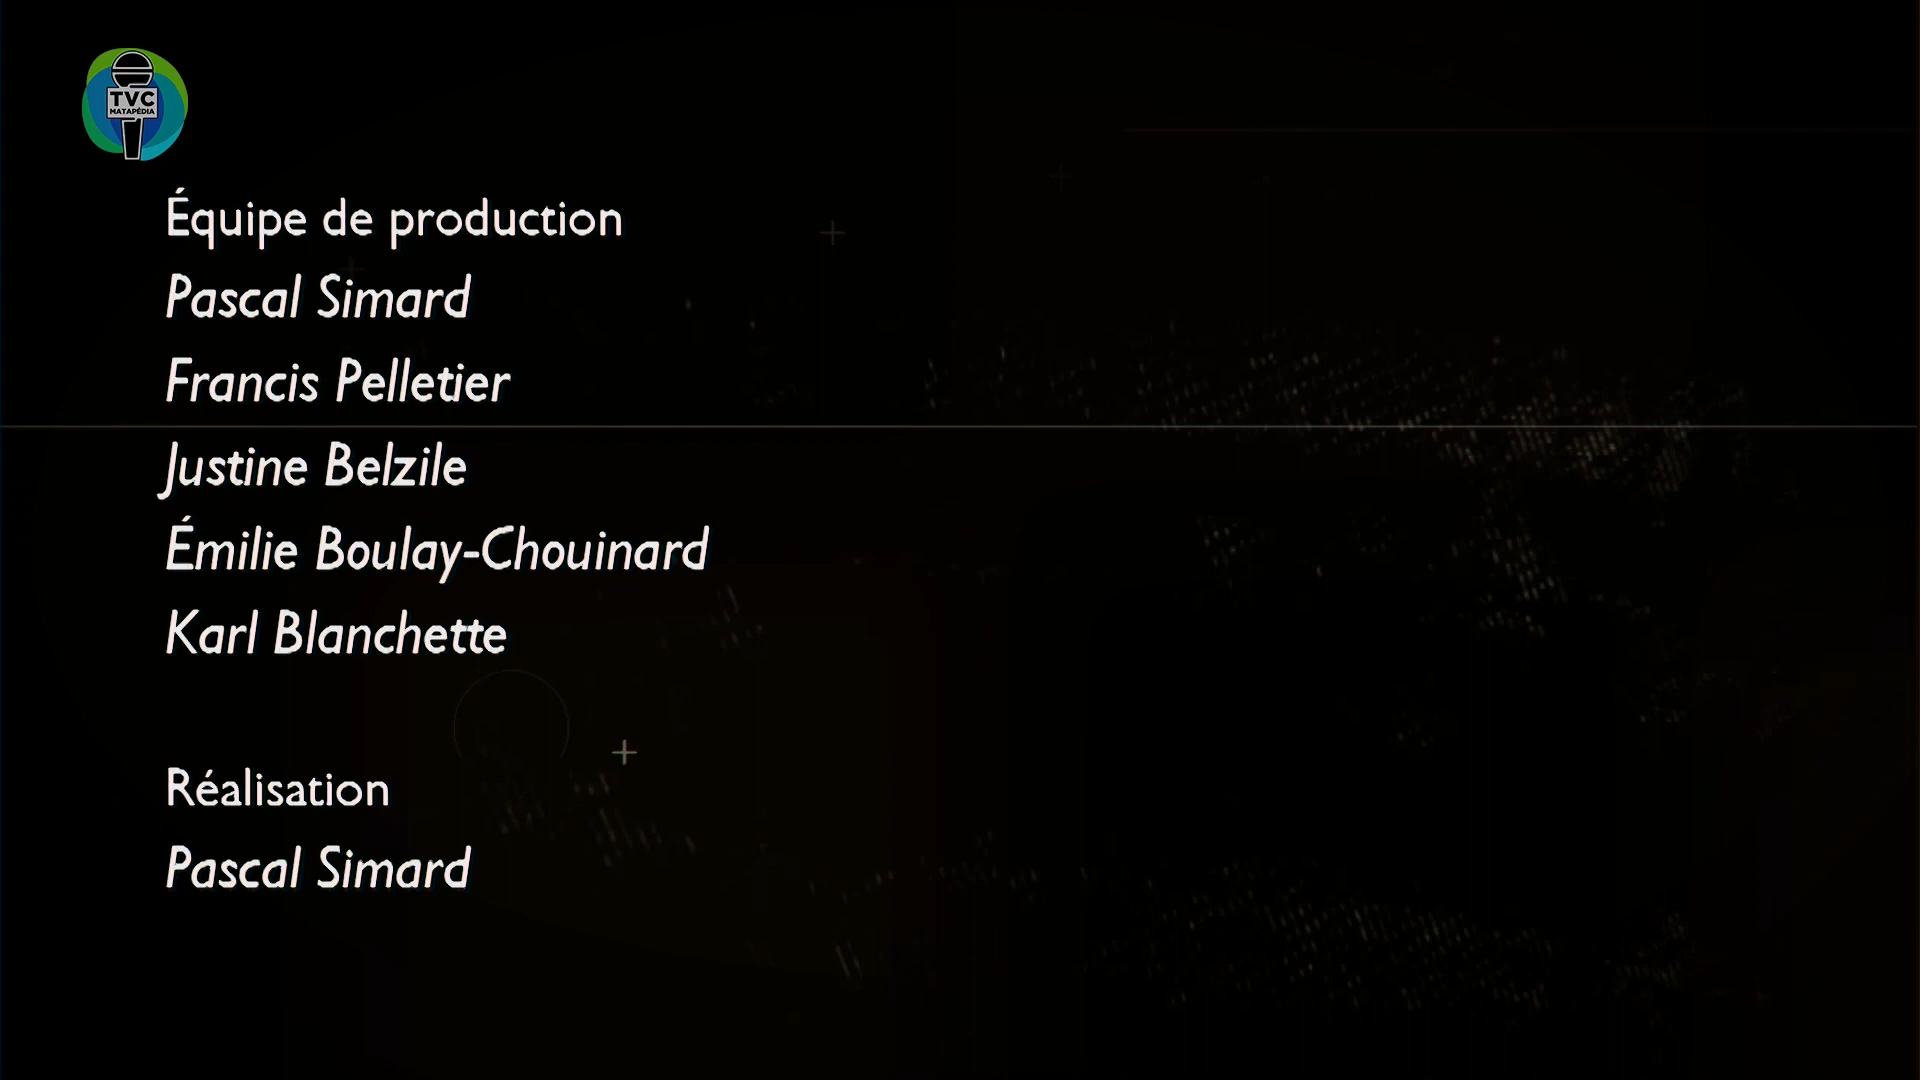 TVC
MATAPÉDIA
Équipe de production
Pascal Simard
Francis Pelletier
Justine Belzile
Émilie Boulay-Chouinard
Karl Blanchette
Réalisation
Pascal Simard